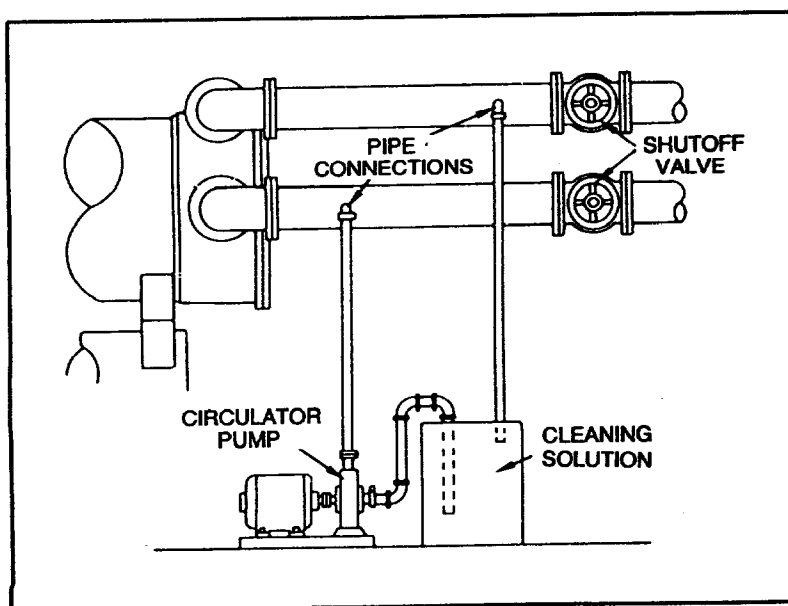 PIPE
CONNECTIONS
SHUTOFF
VALVE
CIRCULATOR
PUMP
CLEANING
SOLUTION